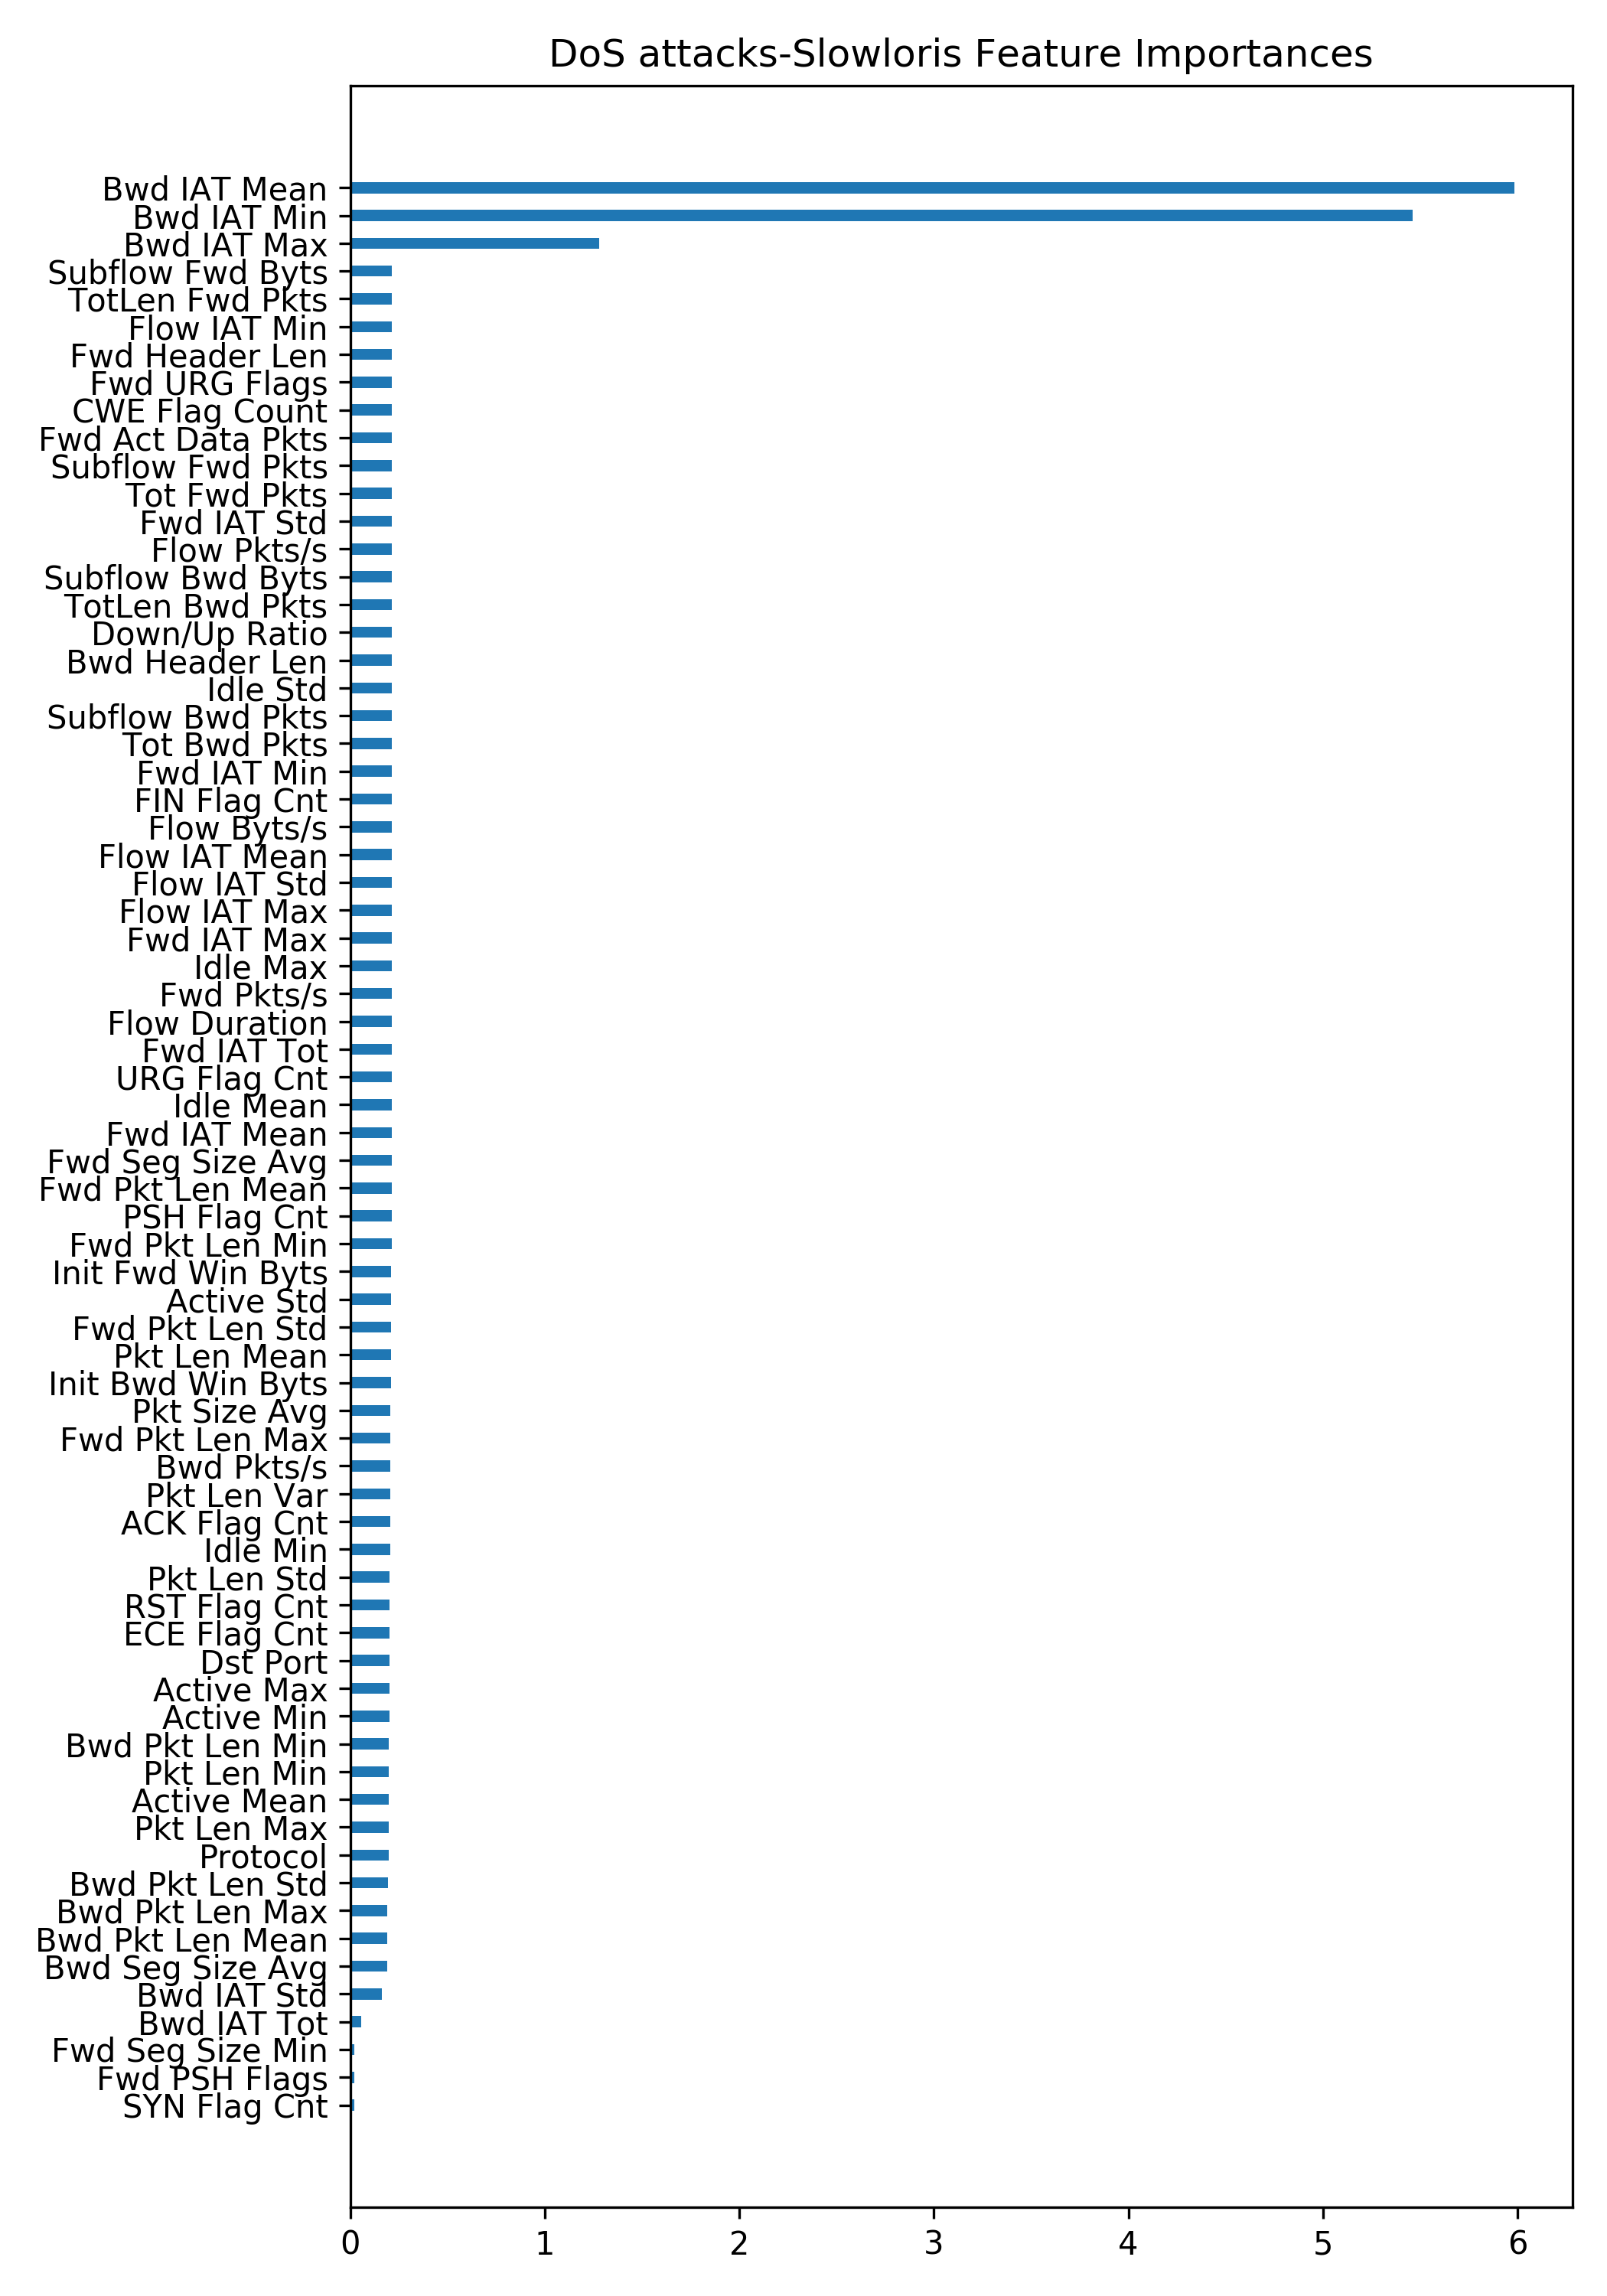 DoS attacks-Slowloris Feature Importances
Bwd IAT Mean
Bwd IAT Min
Bwd IAT Max
Subflow Fwd Byts
TotLen Fwd Pkts
Flow IAT Min
Fwd Header Len
Fwd URG Flags
CWE Flag Count
Fwd Act Data Pkts
Subflow Fwd Pkts
Tot Fwd Pkts
Fwd IAT Std
Flow Pkts/s
Subflow Bwd Byts
TotLen Bwd Pkts
Down/Up Ratio
Bwd Header Len
Idle Std
Subflow Bwd Pkts
Tot Bwd Pkts
Fwd IAT Min
FIN Flag Cnt
Flow Byts/s
Flow IAT Mean
Flow IAT Std
Flow IAT Max
Fwd IAT Max
Idle Max
Fwd Pkts/s
Flow Duration
Fwd IAT Tot
URG Flag Cnt
Idle Mean
Fwd IAT Mean
Fwd Seg Size Avg
Fwd Pkt Len Mean
PSH Flag Cnt
Fwd Pkt Len Min
Init Fwd Win Byts
Active Std
Fwd Pkt Len Std
Pkt Len Mean
Init Bwd Win Byts
Pkt Size Avg
Fwd Pkt Len Max
Bwd Pkts/s
Pkt Len Var
ACK Flag Cnt
Idle Min
Pkt Len Std
RST Flag Cnt
ECE Flag Cnt
Dst Port
Active Max
Active Min
Bwd Pkt Len Min
Pkt Len Min
Active Mean
Pkt Len Max
Protocol
Bwd Pkt Len Std
Bwd Pkt Len Max
Bwd Pkt Len Mean
Bwd Seg Size Avg
Bwd IAT Std
Bwd IAT Tot
Fwd Seg Size Min
Fwd PSH Flags
SYN Flag Cnt
0 1 2 3 4 5 6